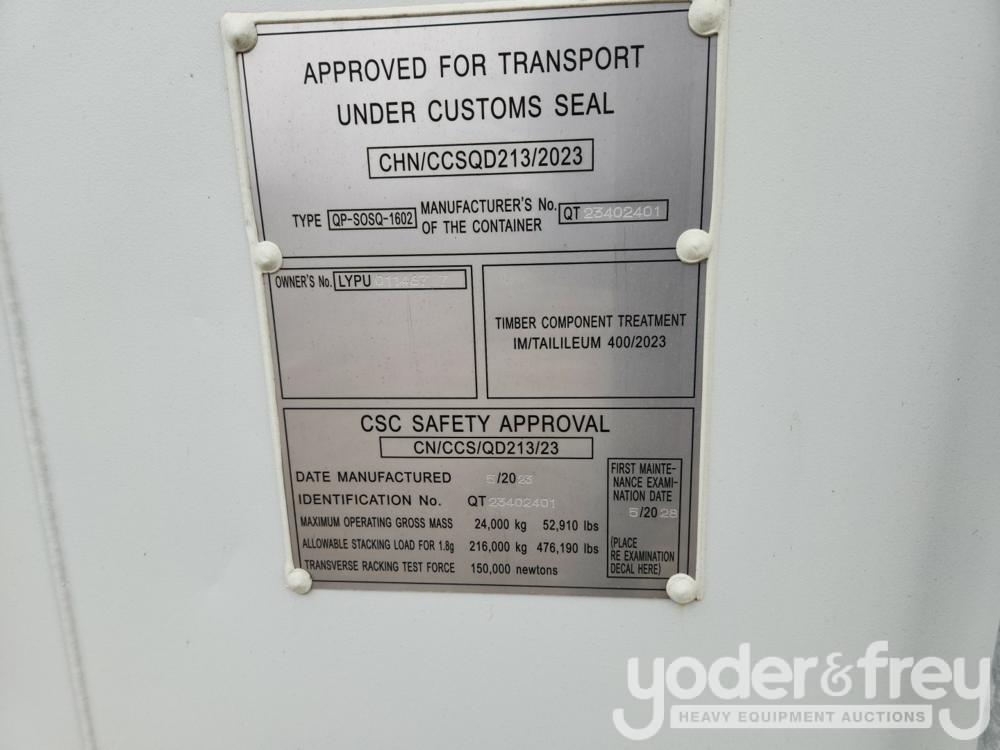 APPROVED FOR TRANSPORT
UNDER CUSTOMS SEAL
CHN/CCSQD213/2023
TYPE QP-SOSQ-1602 MANUFACTURER'S No. OF THE CONTAINER QT 23402401
OWNER'S No. LYPU
TIMBER COMPONENT TREATMENT
IM/TAILILEUM 400/2023
CSC SAFETY APPROVAL
CN/CCS/QD213/23
DATE MANUFACTURED 5/20 23
IDENTIFICATION No. QT 23402401
MAXIMUM OPERATING GROSS MASS 24,000 kg 52,910 lbs
ALLOWABLE STACKING LOAD FOR 1.8g 216,000 kg 476,190 lbs
TRANSVERSE RACKING TEST FORCE 150,000 newtons
FIRST MAINTE-
NANCE EXAMI-
NATION DATE
5/20 28
(PLACE
RE EXAMINATION
DECAL HERE)
yoder&frey
HEAVY EQUIPMENT AUCTIONS